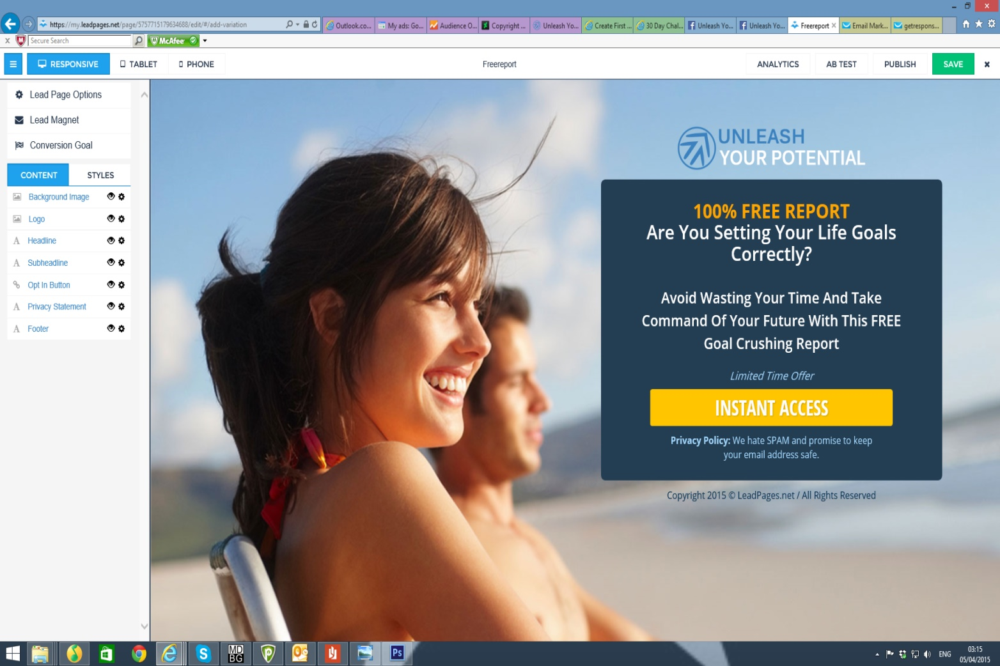 https://my.leadpages.net/page/5757715179634688/edit/#/add-variation
Outlook.co...
My ads: Go...
Audience O...
Copyright ...
Unleash Yo...
Create First ...
30 Day Chal...
Unleash Yo...
Unleash Yo...
Freereport
Email Mark...
getrespons...
Secure Search
McAfee
RESPONSIVE
TABLET
PHONE
Freereport
ANALYTICS
AB TEST
PUBLISH
SAVE
Lead Page Options
Lead Magnet
Conversion Goal
CONTENT
STYLES
Background Image
Logo
Headline
Subheadline
Opt In Button
Privacy Statement
Footer
UNLEASH
YOUR POTENTIAL
100% FREE REPORT
Are You Setting Your Life Goals
Correctly?
Avoid Wasting Your Time And Take
Command Of Your Future With This FREE
Goal Crushing Report
Limited Time Offer
INSTANT ACCESS
Privacy Policy: We hate SPAM and promise to keep
your email address safe.
Copyright 2015 © LeadPages.net / All Rights Reserved
MD
BG
Ps
ENG
03:15
05/04/2015